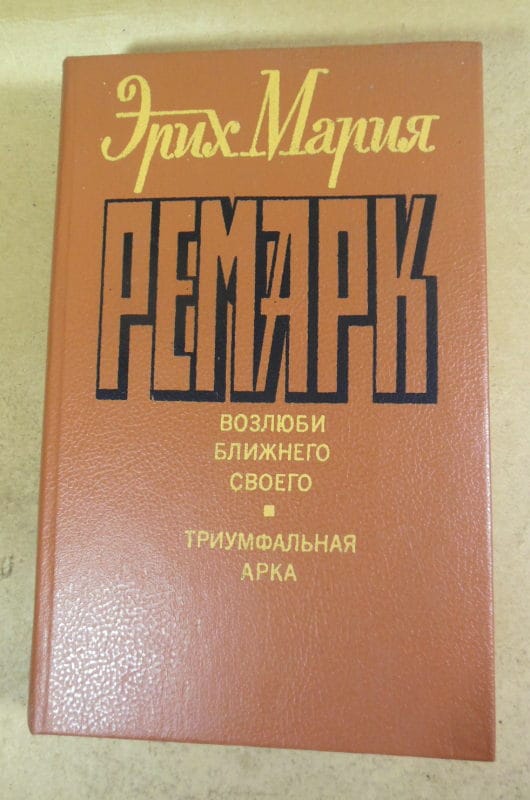 Эрих Мария
РЕМАРК
ВОЗЛЮБИ
БЛИЖНЕГО
СВОЕГО
ТРИУМФАЛЬНАЯ
АРКА